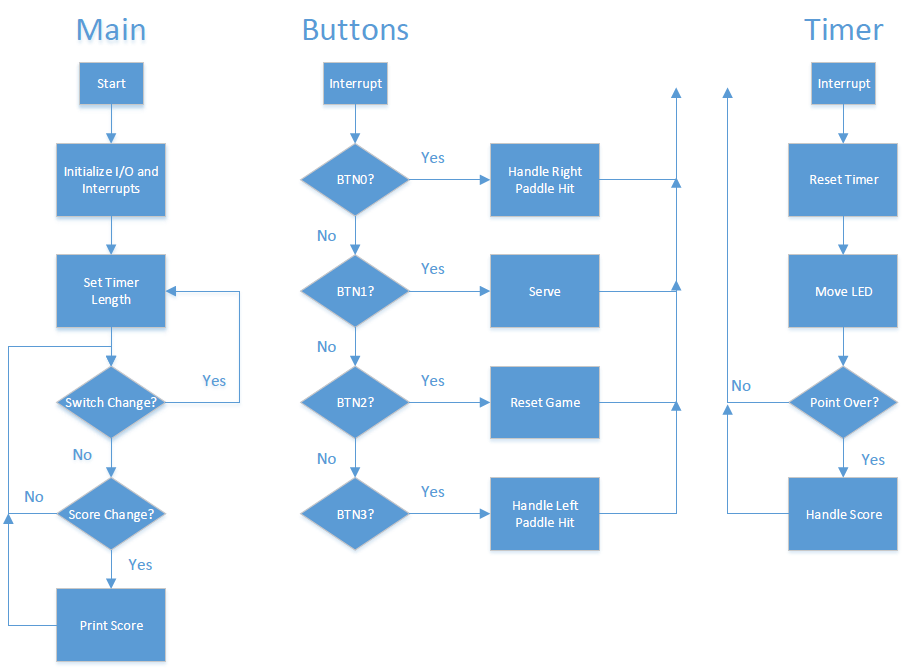 Main
Start
Initialize I/O and
Interrupts
Set Timer
Length
Yes
Switch Change?
No
No
Score Change?
Yes
Print Score
Buttons
Interrupt
BTN0?
Yes
Handle Right
Paddle Hit
No
BTN1?
Yes
Serve
No
BTN2?
Yes
Reset Game
No
BTN3?
Yes
Handle Left
Paddle Hit
Timer
Interrupt
Reset Timer
Move LED
No
Point Over?
Yes
Handle Score